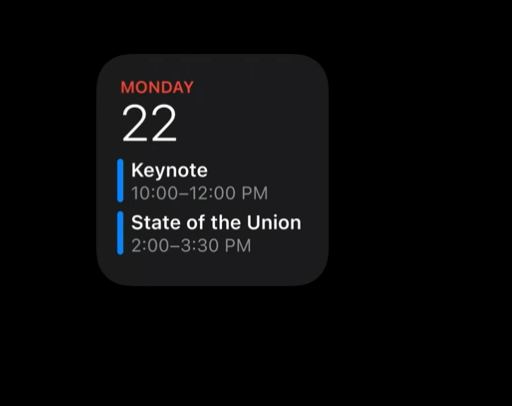 MONDAY
22
Keynote
10:00–12:00 PM
State of the Union
2:00–3:30 PM